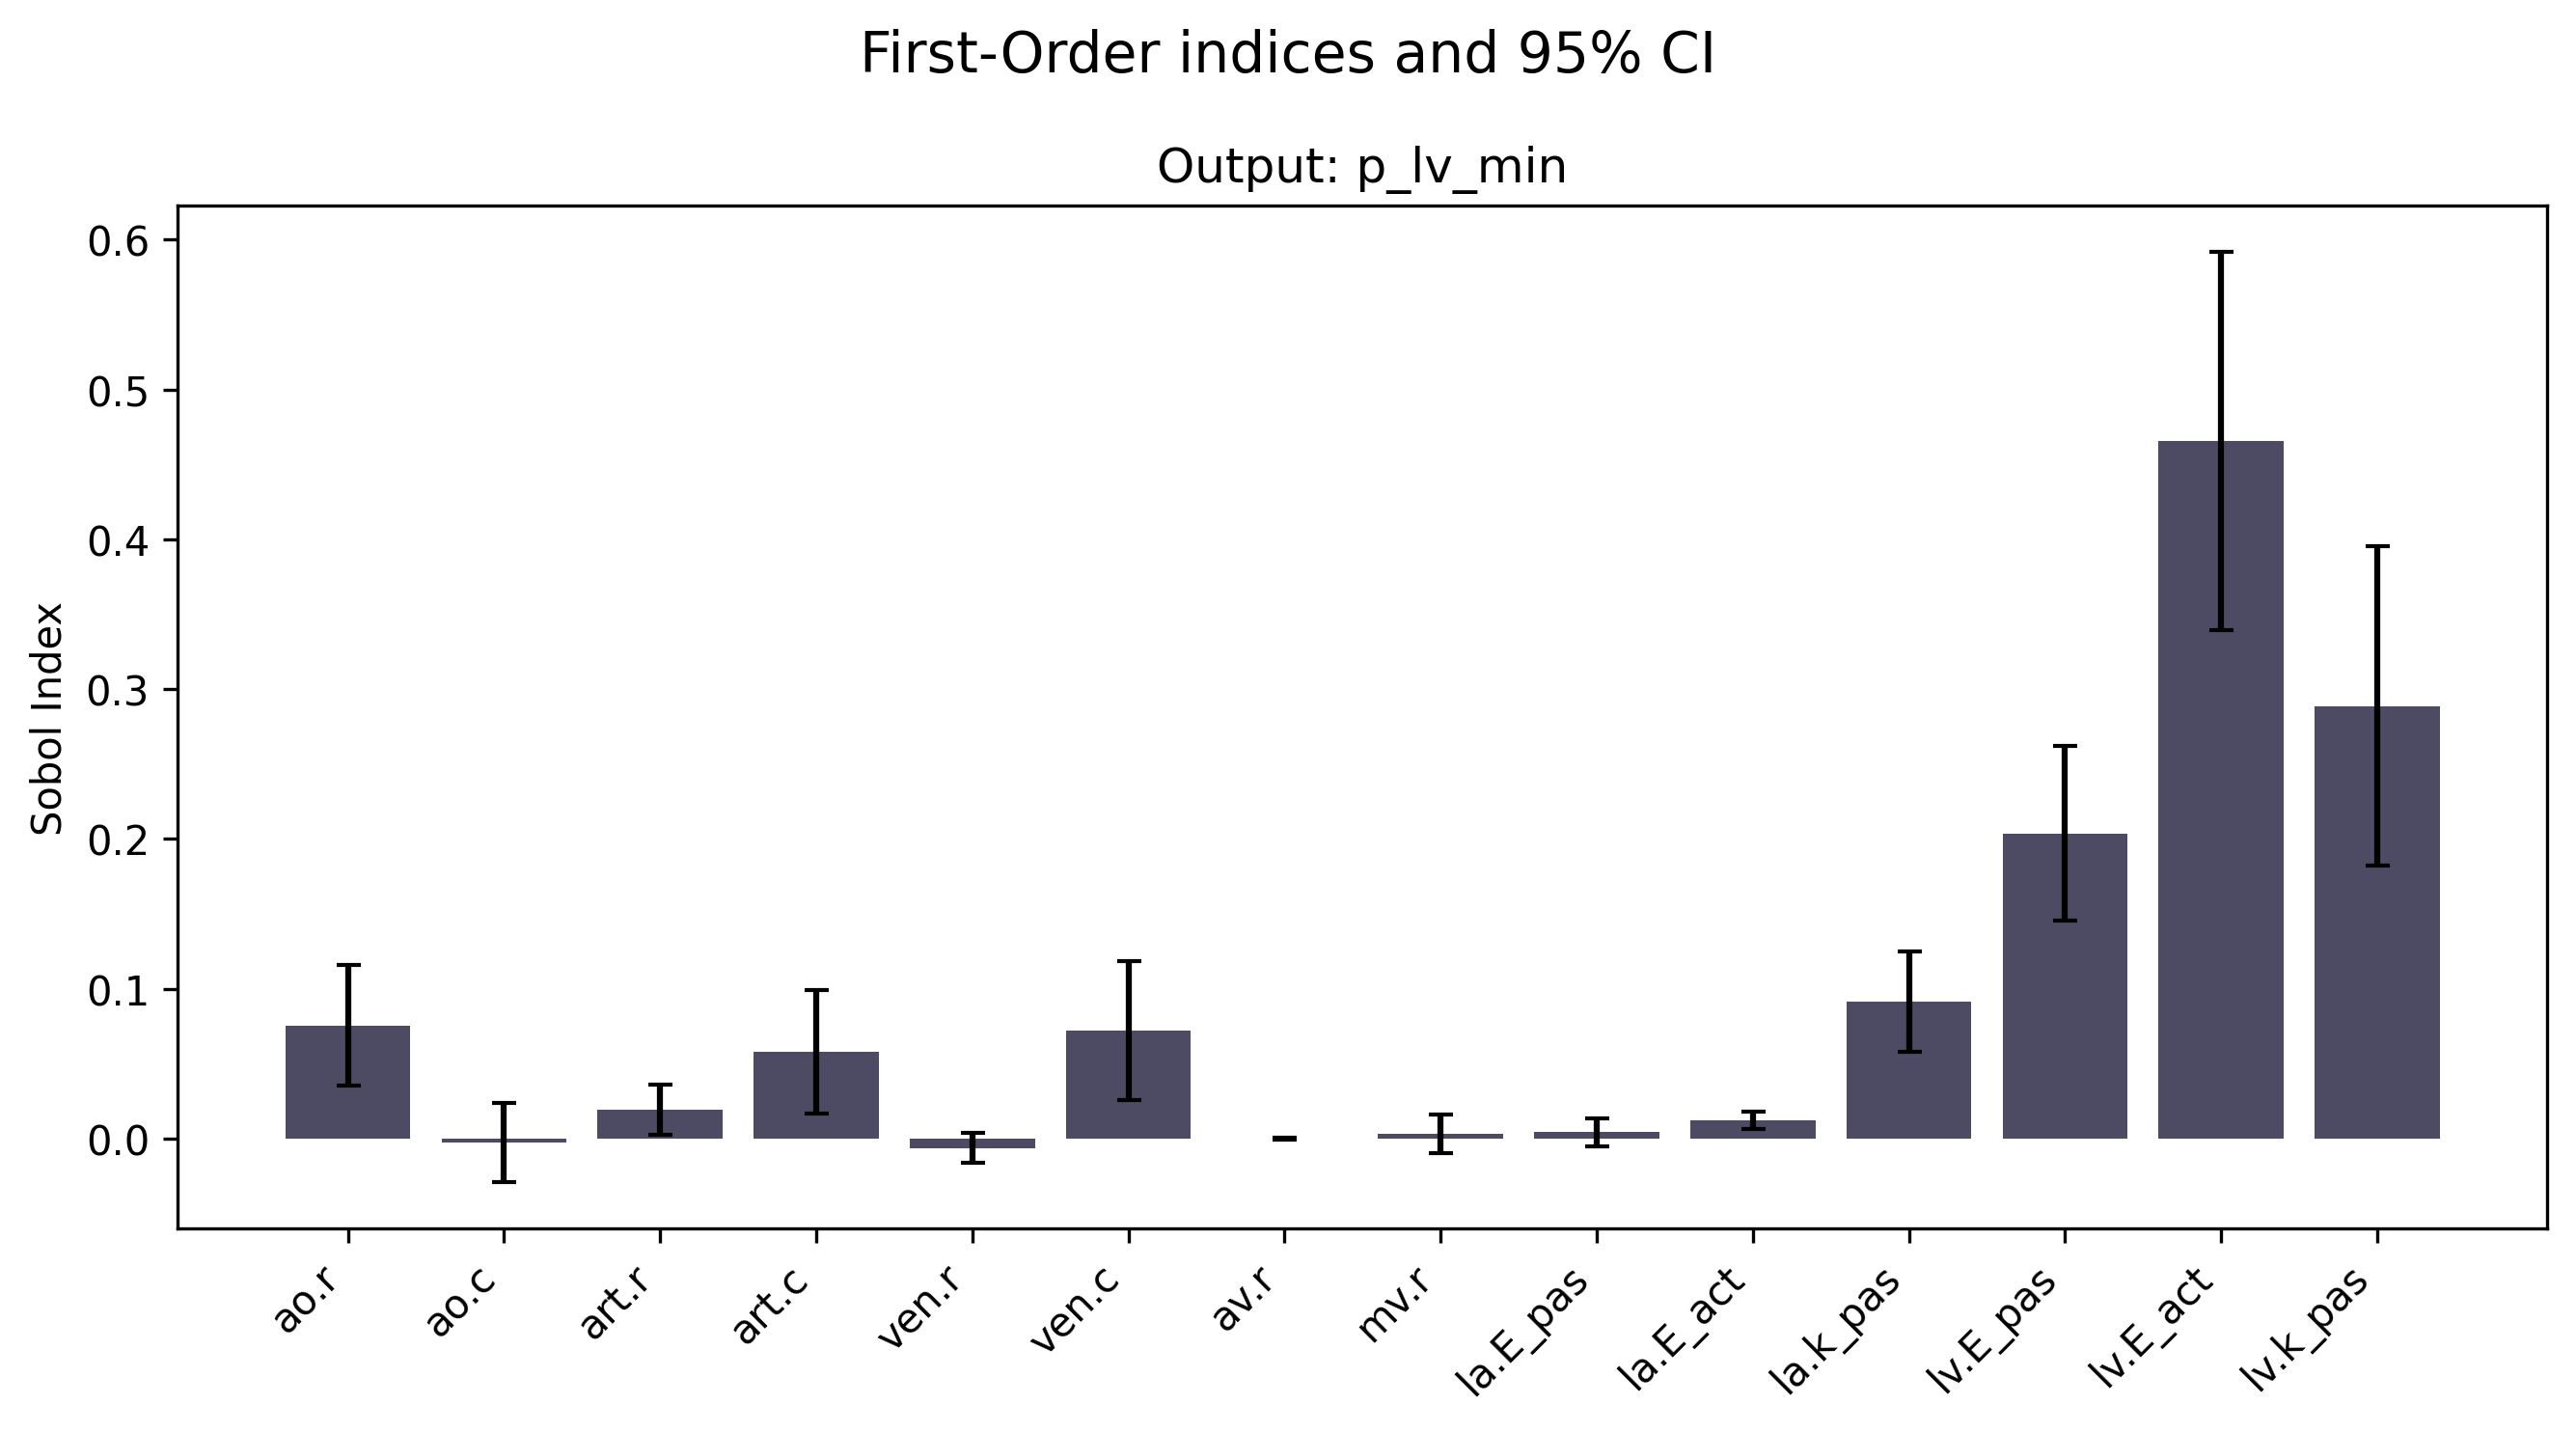 First-Order indices and 95% CI
Output: p_lv_min
Sobol Index
0.6
0.5
0.4
0.3
0.2
0.1
0.0
ao.r
ao.c
art.r
art.c
ven.r
ven.c
av.r
mv.r
la.E_pas
la.E_act
la.k_pas
lv.E_pas
lv.E_act
lv.k_pas